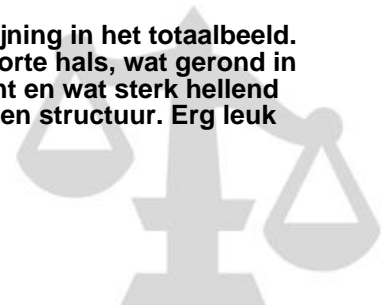 jning in het totaalbeeld.
orte hals, wat gerond in
nt en wat sterk hellend
en structuur. Erg leuk